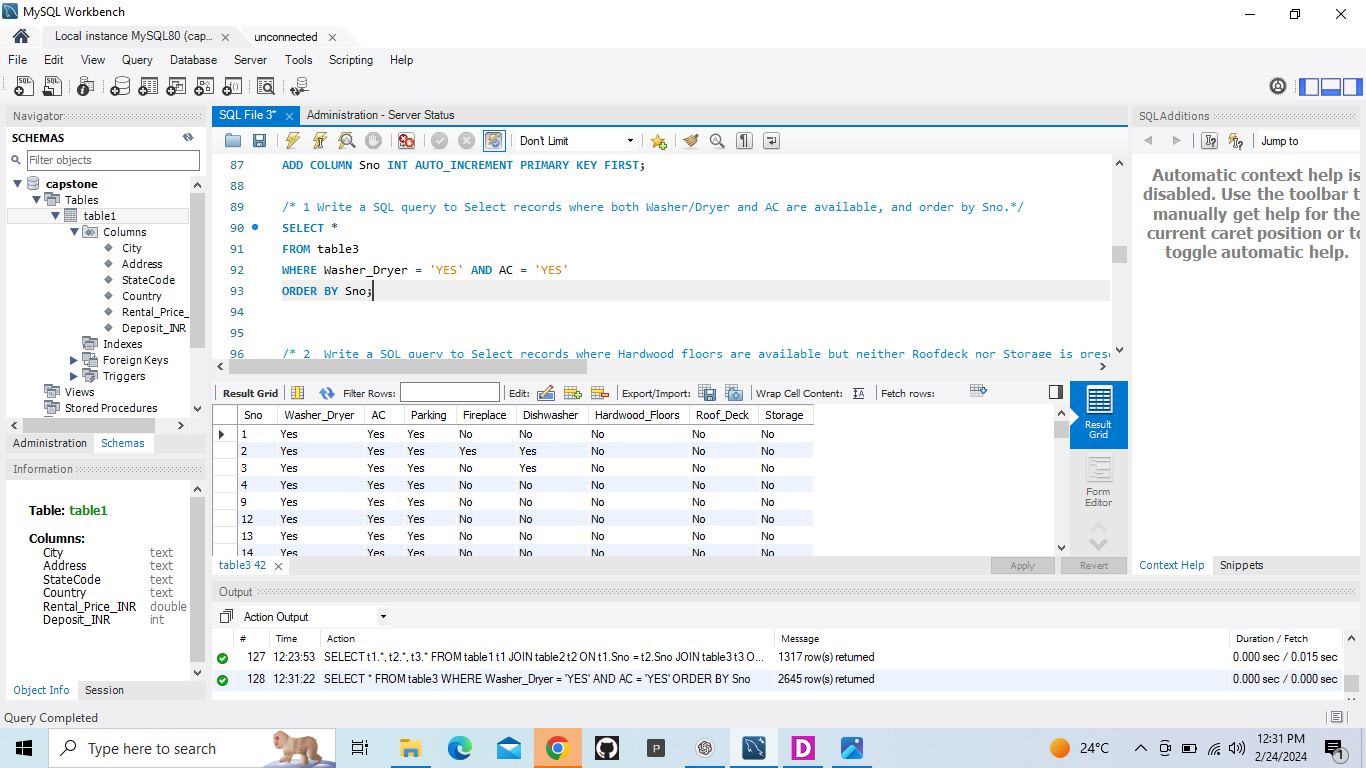 MySQL Workbench
Local instance MySQL80 (cap...
unconnected
File Edit View Query Database Server Tools Scripting Help
Navigator
SCHEMAS
Filter objects
capstone
Tables
table1
Columns
City
Address
StateCode
Country
Rental_Price_
Deposit_INR
Indexes
Foreign Keys
Triggers
Views
Stored Procedures
Administration Schemas
Information
Table: table1
Columns:
City text
Address text
StateCode text
Country text
Rental_Price_INR double
Deposit_INR int
Object Info Session
Query Completed
SQL File 3*
Administration - Server Status
Don't Limit
87 ADD COLUMN Sno INT AUTO_INCREMENT PRIMARY KEY FIRST;
88
89 /* 1 Write a SQL query to Select records where both Washer/Dryer and AC are available, and order by Sno.*/
90 SELECT *
91 FROM table3
92 WHERE Washer_Dryer = 'YES' AND AC = 'YES'
93 ORDER BY Sno;
94
95
96 /* 2 Write a SQL query to Select records where Hardwood floors are available but neither Roofdeck nor Storage is pres
Result Grid Filter Rows: Edit: Export/Import: Wrap Cell Content: Fetch rows:
Sno Washer_Dryer AC Parking Fireplace Dishwasher Hardwood_Floors Roof_Deck Storage
1 Yes Yes Yes No No No No No
2 Yes Yes Yes Yes Yes No No No
3 Yes Yes Yes No Yes No No No
4 Yes Yes Yes No No No No No
9 Yes Yes Yes No No No No No
12 Yes Yes Yes No No No No No
13 Yes Yes Yes No No No No No
14 Yes Yes Yes No No No No No
Result
Grid
Form
Editor
table3 42
Apply Revert
Output
Action Output
# Time Action Message Duration / Fetch
127 12:23:53 SELECT t1.*, t2.*, t3.* FROM table1 t1 JOIN table2 t2 ON t1.Sno = t2.Sno JOIN table3 t3 O... 1317 row(s) returned 0.000 sec / 0.015 sec
128 12:31:22 SELECT * FROM table3 WHERE Washer_Dryer = 'YES' AND AC = 'YES' ORDER BY Sno 2645 row(s) returned 0.000 sec / 0.000 sec
SQLAdditions
Jump to
Automatic context help is
disabled. Use the toolbar t
manually get help for the
current caret position or to
toggle automatic help.
Context Help Snippets
Type here to search
P
D
24°C
12:31 PM
2/24/2024
1